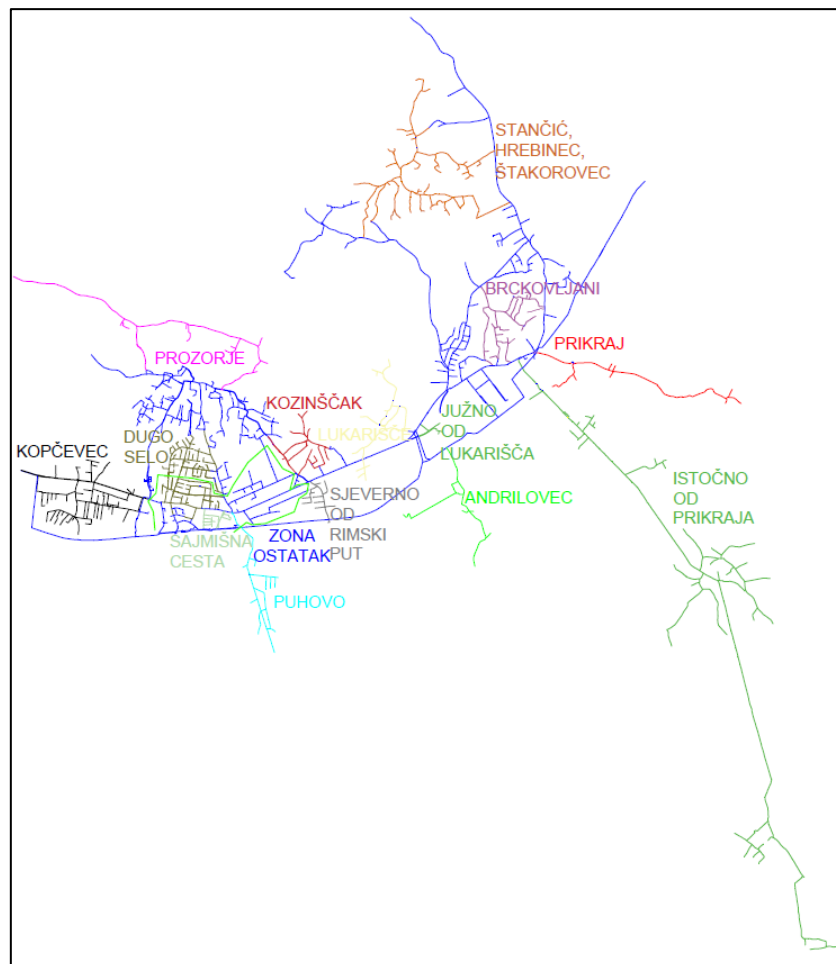 STANČIĆ,
HREBINEC,
ŠTAKOROVEC
BRCKOVLJANI
PRIKRAJ
PROZORJE
KOZINŠČAK
JUŽNO
OD
LUKARIŠĆA
LUKARIŠĆE
DUGO
SELO
KOPČEVEC
SJEVERNO
OD
RIMSKI
PUT
ANDRILOVEC
ISTOČNO
OD
PRIKRAJA
ŠAJMIŠNA
CESTA
ZONA
OSTATAK
PUHOVO